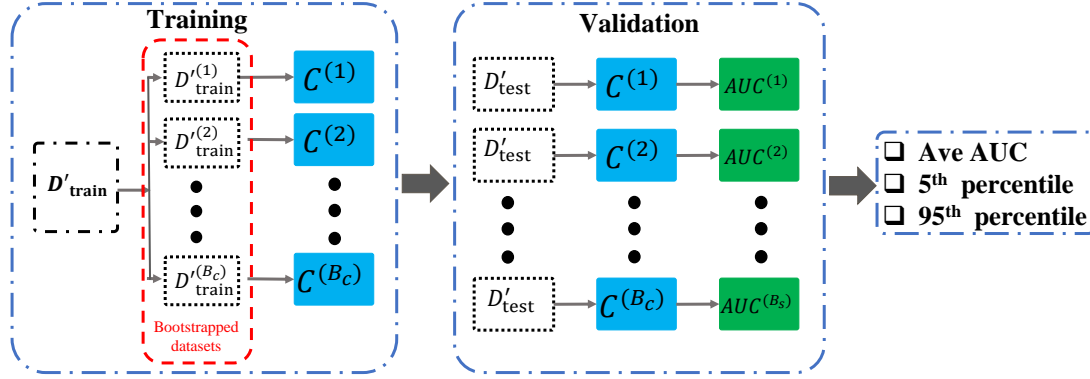 Training
D′train
D′(1)train
C(1)
D′(2)train
C(2)
D′(Bc)train
C(Bc)
Bootstrapped
datasets
Validation
D′test
C(1)
AUC(1)
D′test
C(2)
AUC(2)
D′test
C(Bc)
AUC(Bs)
❑ Ave AUC
❑ 5th percentile
❑ 95th percentile